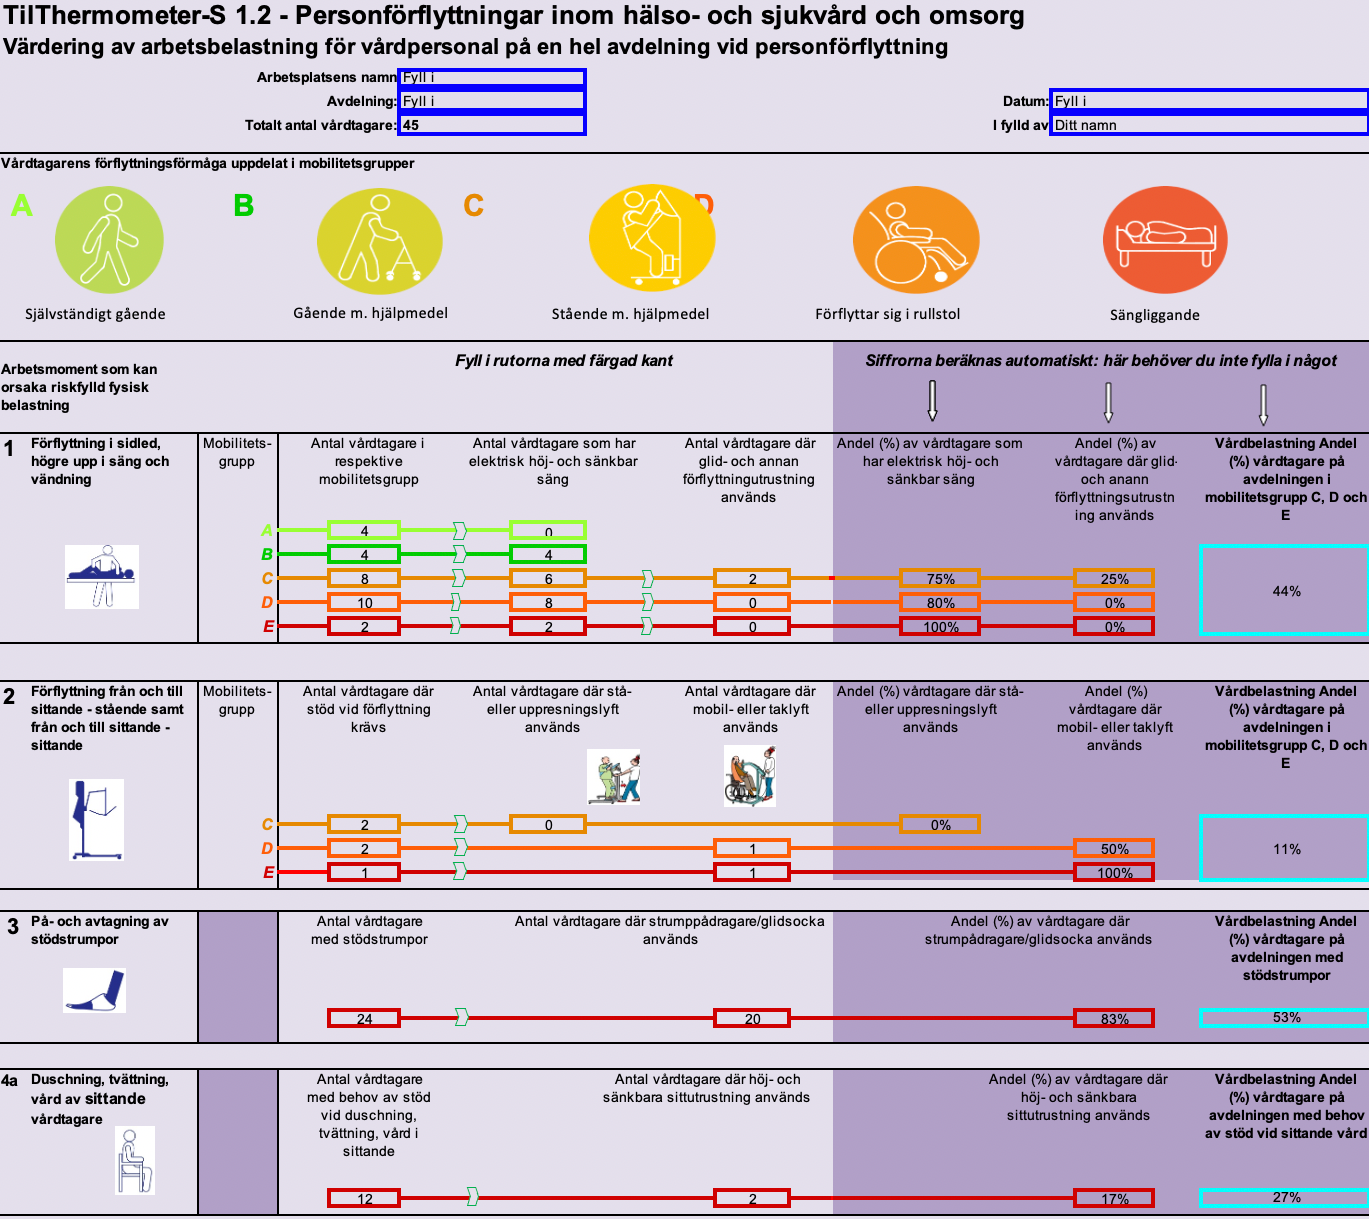 TilThermometer-S 1.2 - Personförflyttningar inom hälso- och sjukvård och omsorg
Värdering av arbetsbelastning för vårdpersonal på en hel avdelning vid personförflyttning
Arbetsplatsens namn Fyll i
Avdelning: Fyll i
Datum: Fyll i
Totalt antal vårdtagare: 45
I fylld av Ditt namn
Vårdtagarens förflyttningsförmåga uppdelat i mobilitetsgrupper
A B C D
Självständigt gående
Gående m. hjälpmedel
Stående m. hjälpmedel
Förflyttar sig i rullstol
Sängliggande
Arbetsmoment som kan
orsaka riskfylld fysisk
belastning
Fyll i rutorna med färgad kant
Siffrorna beräknas automatiskt: här behöver du inte fylla i något
1
Förflyttning i sidled,
högre upp i säng och
vändning
Mobilitets-
grupp
Antal vårdtagare i
respektive
mobilitetsgrupp
Antal vårdtagare som har
elektrisk höj- och sänkbar
säng
Antal vårdtagare där
glid- och annan
förflyttningutrustning
används
Andel (%) av vårdtagare som
har elektrisk höj- och
sänkbar säng
Andel (%) av
vårdtagare där glid-
och anann
förflyttningsutrustn
ing används
Vårdbelastning Andel
(%) vårdtagare på
avdelningen i
mobilitetsgrupp C, D och
E
A 4 0
B 4 4
C 8 6 2 75% 25%
D 10 8 0 80% 0%
E 2 2 0 100% 0%
44%
2
Förflyttning från och till
sittande - stående samt
från och till sittande -
sittande
Mobilitets-
grupp
Antal vårdtagare där
stöd vid förflyttning
krävs
Antal vårdtagare där stå-
eller uppresningslyft
används
Antal vårdtagare där
mobil- eller taklyft
används
Andel (%) vårdtagare där stå-
eller uppresningslyft
används
Andel (%)
vårdtagare där
mobil- eller taklyft
används
Vårdbelastning Andel
(%) vårdtagare på
avdelningen i
mobilitetsgrupp C, D och
E
C 2 0 0%
D 2 1 50%
E 1 1 100%
11%
3
På- och avtagning av
stödstrumpor
Antal vårdtagare
med stödstrumpor
Antal vårdtagare där strumppådragare/glidsocka
används
Andel (%) av vårdtagare där
strumpådragare/glidsocka används
Vårdbelastning Andel
(%) vårdtagare på
avdelningen med
stödstrumpor
24 20 83% 53%
4a
Duschning, tvättning,
vård av sittande
vårdtagare
Antal vårdtagare
med behov av stöd
vid duschning,
tvättning, vård i
sittande
Antal vårdtagare där höj- och
sänkbara sittutrustning används
Andel (%) av vårdtagare där
höj- och sänkbara
sittutrustning används
Vårdbelastning Andel
(%) vårdtagare på
avdelningen med behov
av stöd vid sittande vård
12 2 17% 27%